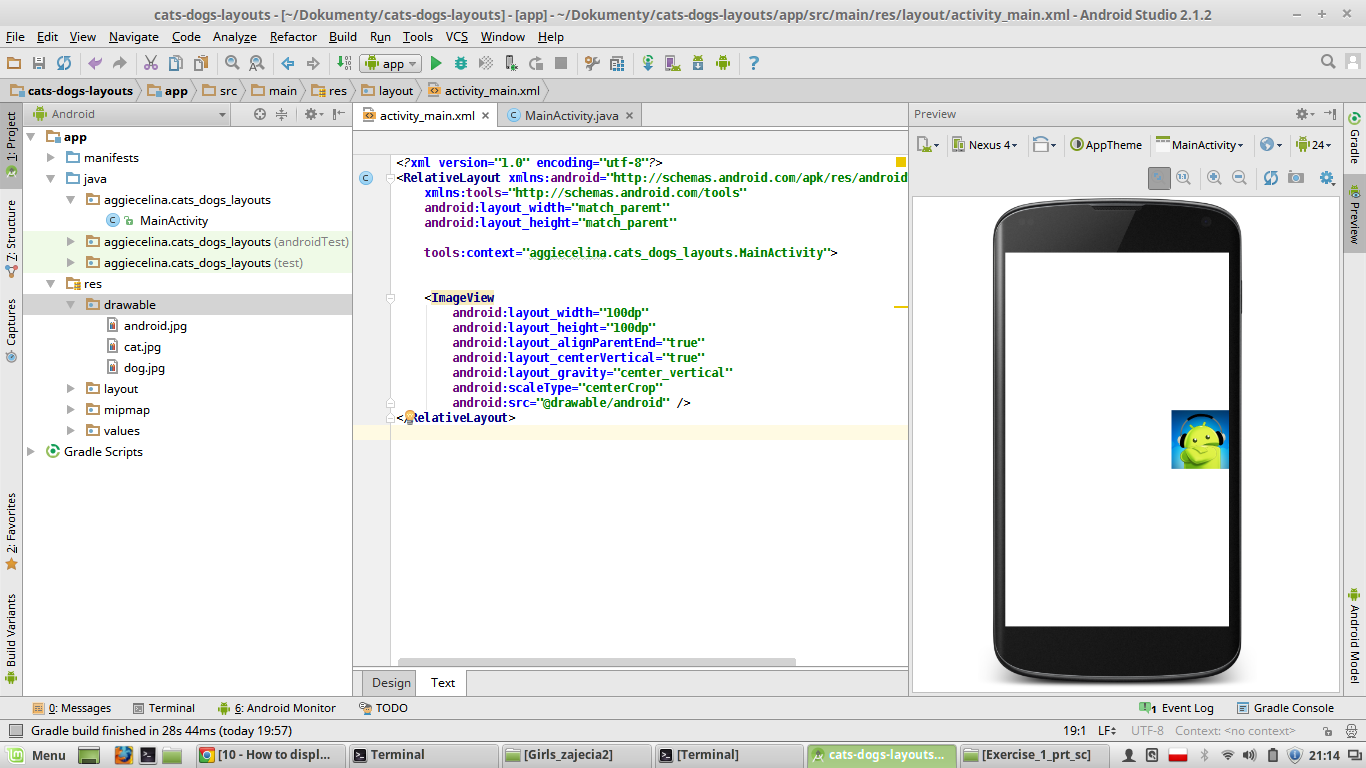 cats-dogs-layouts - [~/Dokumenty/cats-dogs-layouts] - [app] - ~/Dokumenty/cats-dogs-layouts/app/src/main/res/layout/activity_main.xml - Android Studio 2.1.2
File Edit View Navigate Code Analyze Refactor Build Run Tools VCS Window Help
app
cats-dogs-layouts app src main res layout activity_main.xml
1: Project
7: Structure
Captures
2: Favorites
Build Variants
Android
app
manifests
java
aggiecelina.cats_dogs_layouts
MainActivity
aggiecelina.cats_dogs_layouts (androidTest)
aggiecelina.cats_dogs_layouts (test)
res
drawable
android.jpg
cat.jpg
dog.jpg
layout
mipmap
values
Gradle Scripts
activity_main.xml MainActivity.java
<?xml version="1.0" encoding="utf-8"?>
<RelativeLayout xmlns:android="http://schemas.android.com/apk/res/android
xmlns:tools="http://schemas.android.com/tools"
android:layout_width="match_parent"
android:layout_height="match_parent"
tools:context="aggiecelina.cats_dogs_layouts.MainActivity">
<ImageView
android:layout_width="100dp"
android:layout_height="100dp"
android:layout_alignParentEnd="true"
android:layout_centerVertical="true"
android:layout_gravity="center_vertical"
android:scaleType="centerCrop"
android:src="@drawable/android" />
</RelativeLayout>
Design Text
Preview
Nexus 4 AppTheme MainActivity 24
1:1
Gradle
Preview
Android Model
0: Messages Terminal 6: Android Monitor TODO 1 Event Log Gradle Console
Gradle build finished in 28s 44ms (today 19:57) 19:1 LF UTF-8 Context: <no context>
Menu [10 - How to displ... Terminal [Girls_zajecia2] [Terminal] cats-dogs-layouts... [Exercise_1_prt_sc] 21:14